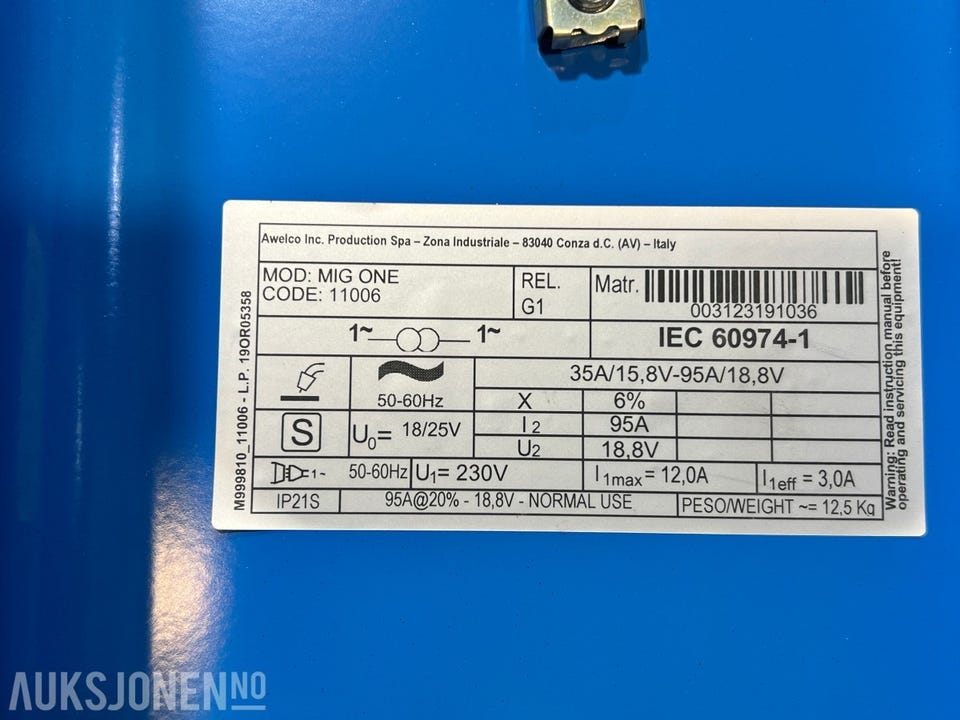 Awelco Inc. Production Spa – Zona Industriale – 83040 Conza d.C. (AV) – Italy
MOD: MIG ONE
CODE: 11006
REL.
G1
Matr.
003123191036
1~ 1~
IEC 60974-1
50-60Hz
35A/15,8V-95A/18,8V
X 6%
I2 95A
U2 18,8V
S
U0= 18/25V
1~ 50-60Hz U1= 230V I1max= 12,0A I1eff = 3,0A
IP21S 95A@20% - 18,8V - NORMAL USE PESO/WEIGHT ~= 12,5 Kg
M999810_11006 - L.P. 19OR05358
Warning: Read instruction manual before
operating and servicing this equipment!
AUKSJONEN NO